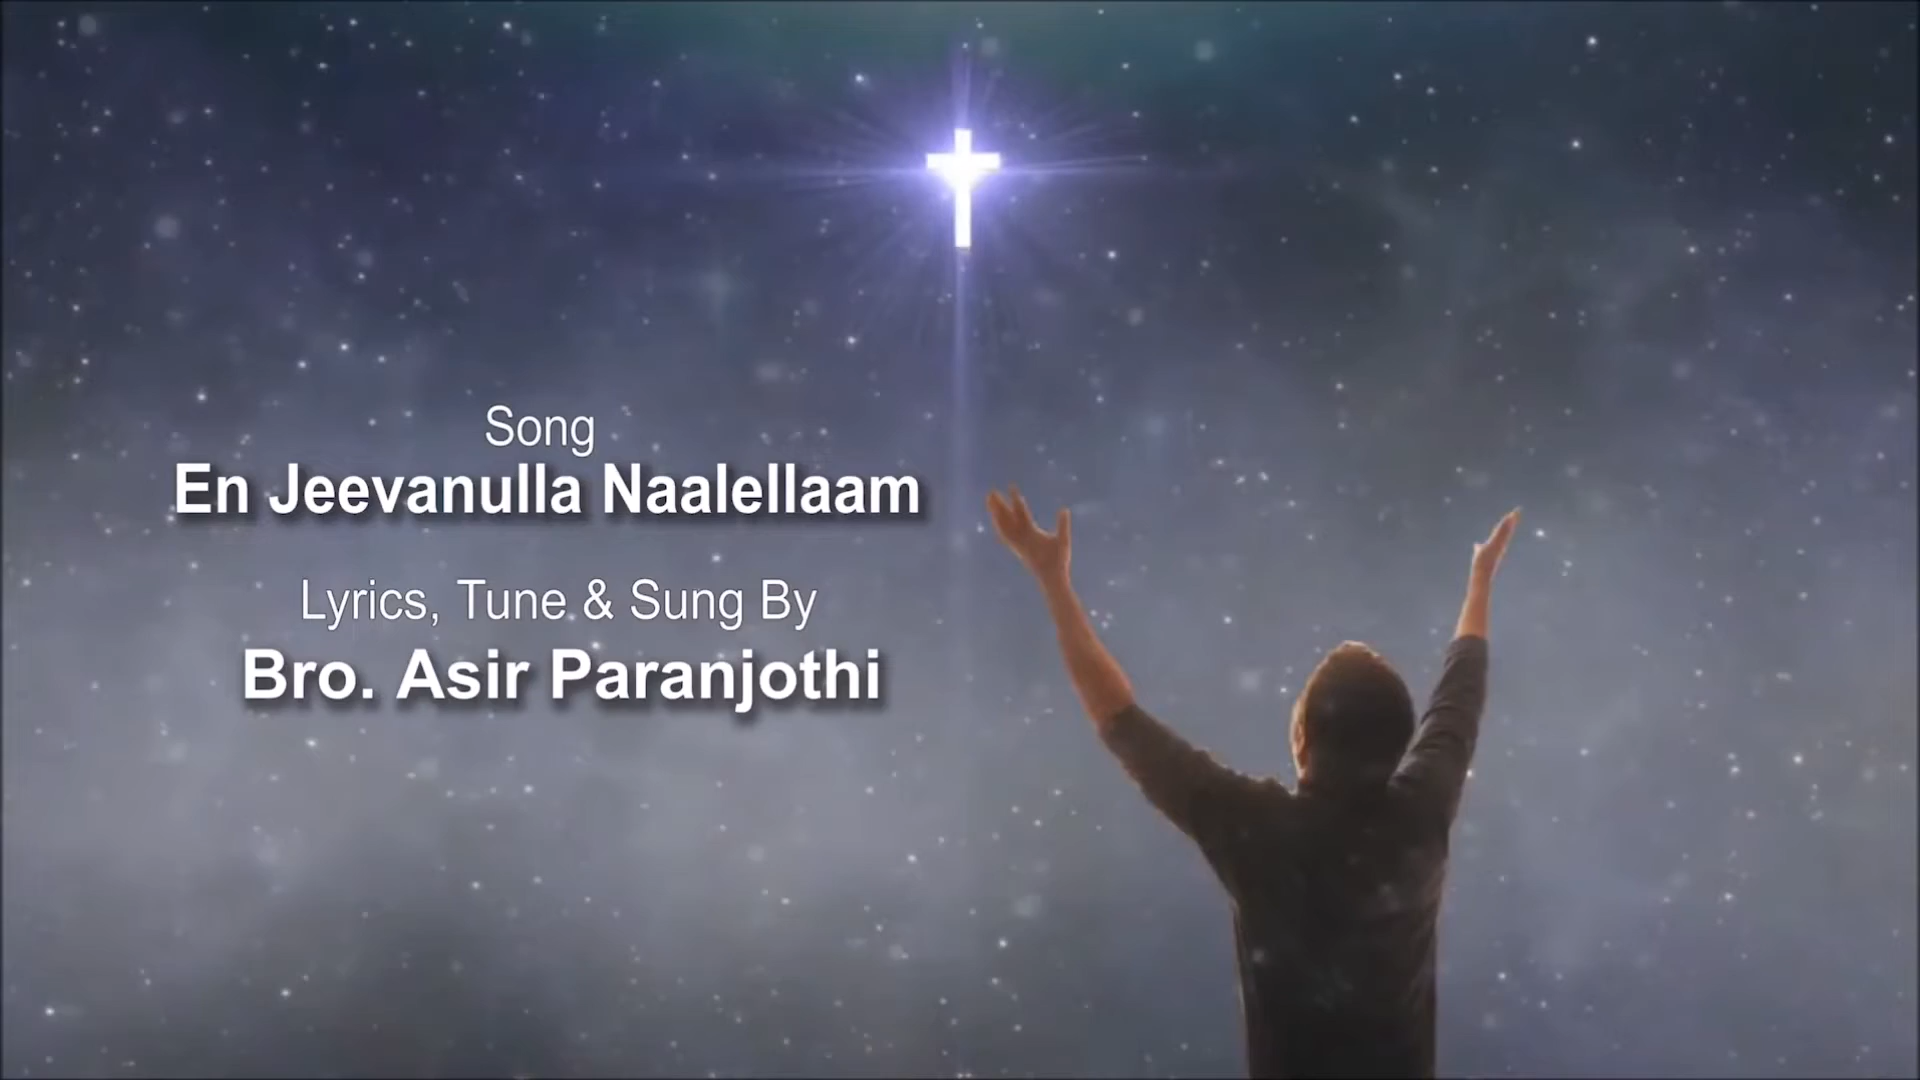 Song
En Jeevanulla Naalellaam
Lyrics, Tune & Sung By
Bro. Asir Paranjothi